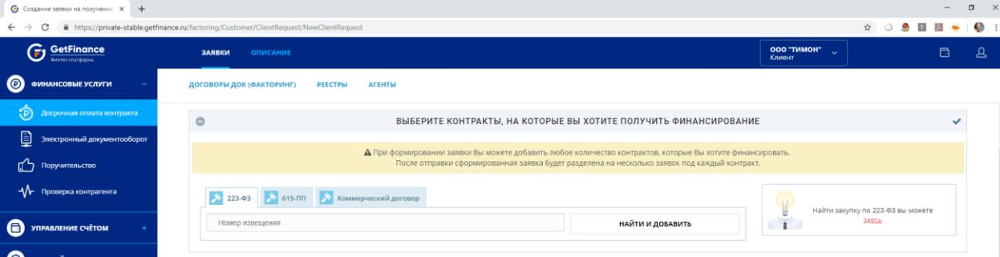 Создание заявки на получение
https://private-stable.getfinance.ru/factoring/Customer/ClientRequest/NewClientRequest
GetFinance
Финтех платформа
ЗАЯВКИ
ОПИСАНИЕ
ООО "ТИМОН"
Клиент
ФИНАНСОВЫЕ УСЛУГИ
Досрочная оплата контракта
Электронный документооборот
Поручительство
Проверка контрагента
УПРАВЛЕНИЕ СЧЁТОМ
ДОГОВОРЫ ДОК (ФАКТОРИНГ)
РЕЕСТРЫ
АГЕНТЫ
ВЫБЕРИТЕ КОНТРАКТЫ, НА КОТОРЫЕ ВЫ ХОТИТЕ ПОЛУЧИТЬ ФИНАНСИРОВАНИЕ
При формировании заявки Вы можете добавить любое количество контрактов, которые Вы хотите финансировать.
После отправки сформированная заявка будет разделена на несколько заявок под каждый контракт.
223-ФЗ
615-ПП
Коммерческий договор
Номер извещения
НАЙТИ И ДОБАВИТЬ
Найти закупку по 223-ФЗ вы можете
здесь